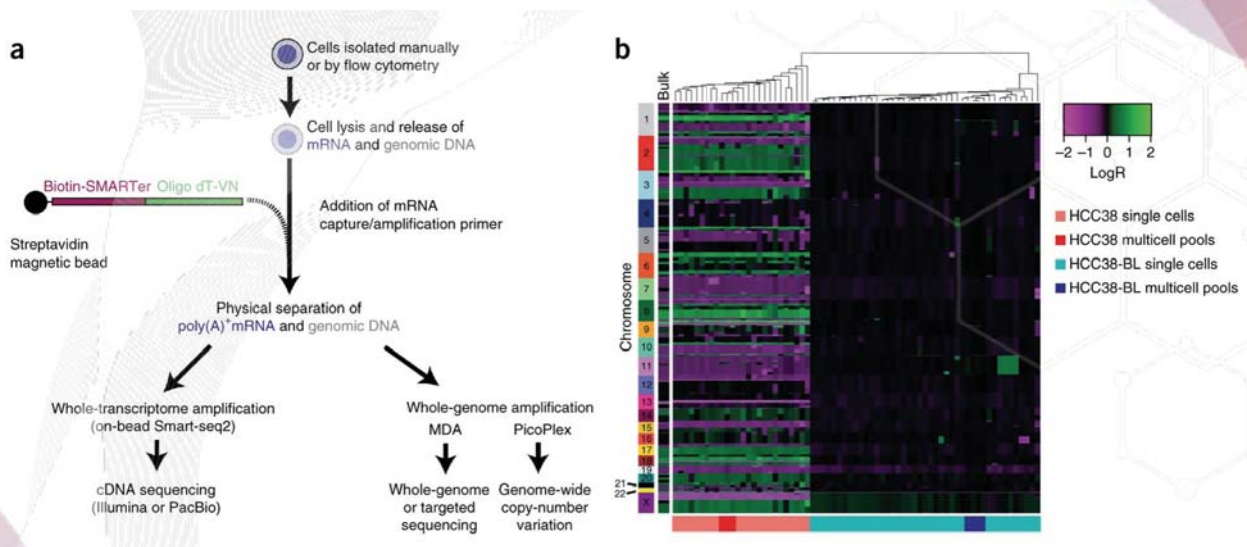 a
Cells isolated manually
or by flow cytometry
Cell lysis and release of
mRNA and genomic DNA
Biotin-SMARTer Oligo dT-VN
Streptavidin
magnetic bead
Addition of mRNA
capture/amplification primer
Physical separation of
poly(A)+mRNA and genomic DNA
Whole-transcriptome amplification
(on-bead Smart-seq2)
cDNA sequencing
(Illumina or PacBio)
Whole-genome amplification
MDA
PicoPlex
Whole-genome
or targeted
sequencing
Genome-wide
copy-number
variation
b
Bulk
Chromosome
1
2
3
4
5
6
7
8
9
10
11
12
13
14
15
16
17
18
19
20
21
22
X
−2 −1 0 1 2
LogR
HCC38 single cells
HCC38 multicell pools
HCC38-BL single cells
HCC38-BL multicell pools